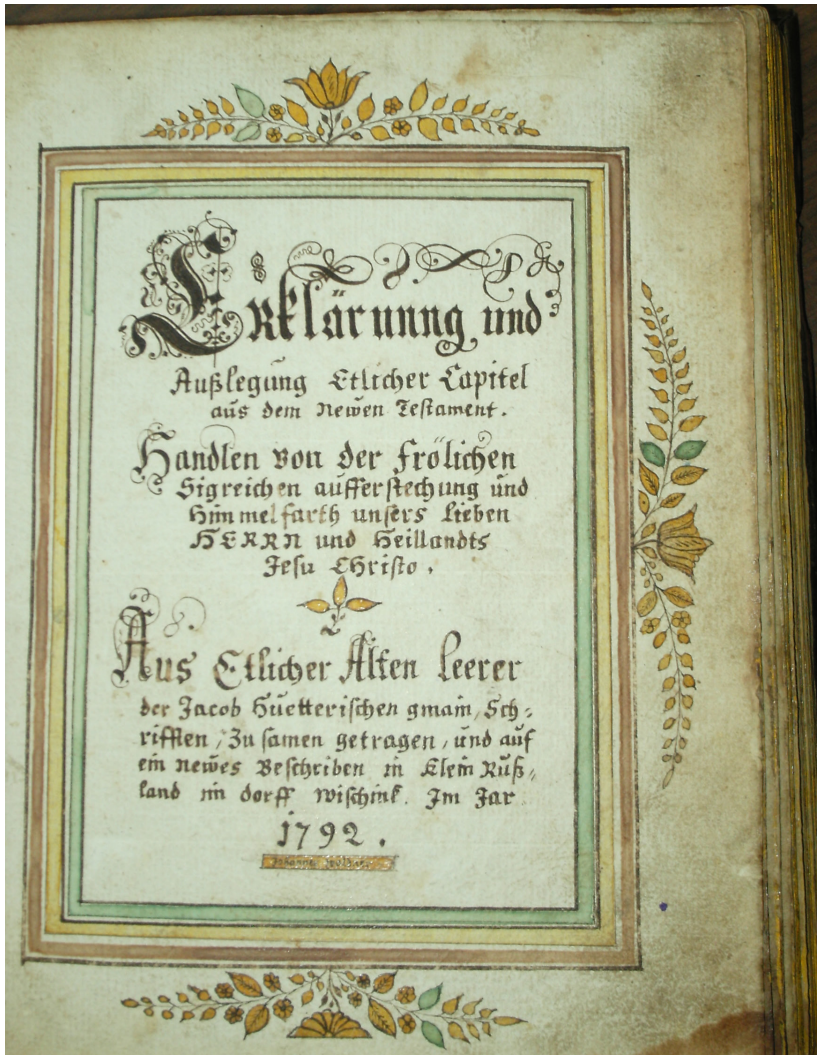 Erklärunng und
Außlegung Etlicher Capitel
aus dem Newen Testament.
Handlen von der frölichen
Sigreichen aufferstechung und
Himmelfarth unsers Lieben
HERRN und Heillandts
Jesu CHristo.
Aus Etlicher Alten Leerer
der Jacob Huetterischen gmain, Sch-
rifften, Zu samen getragen, und auf
ein newes Beschriben in Klein Ruß-
land im dorff wischink. Im Jar
1792.